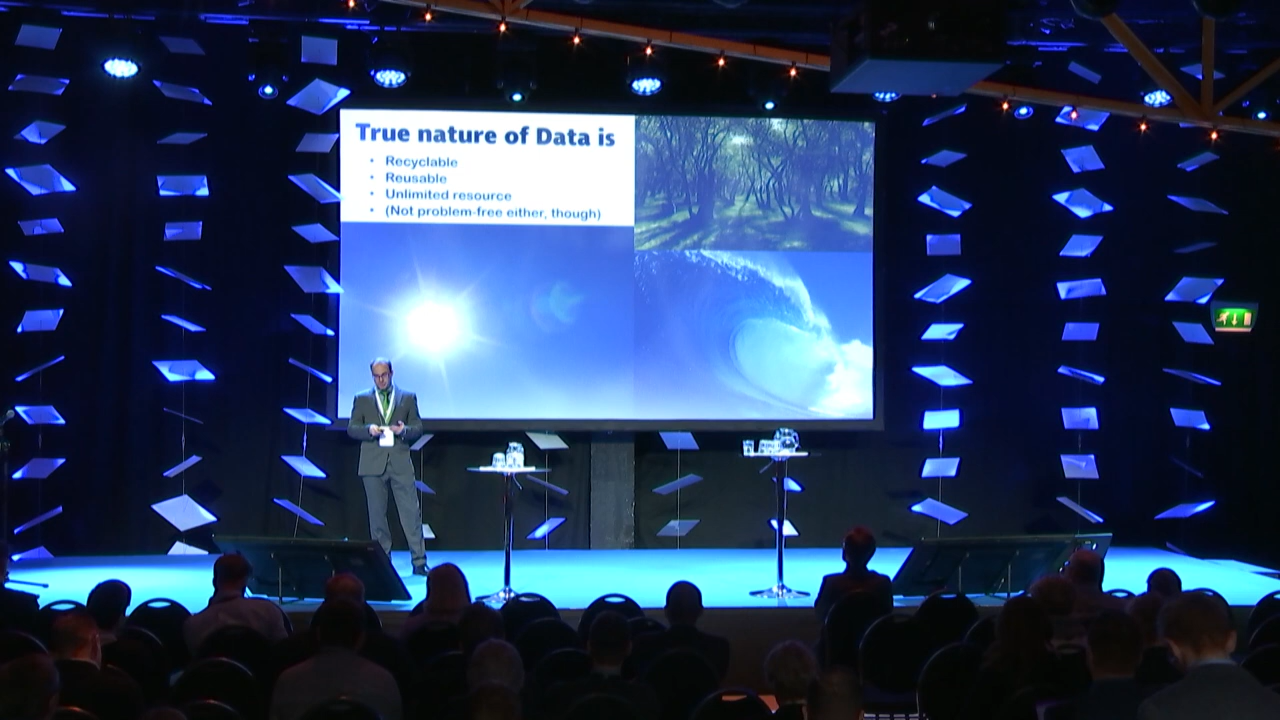 True nature of Data is
• Recyclable
• Reusable
• Unlimited resource
• (Not problem-free either, though)